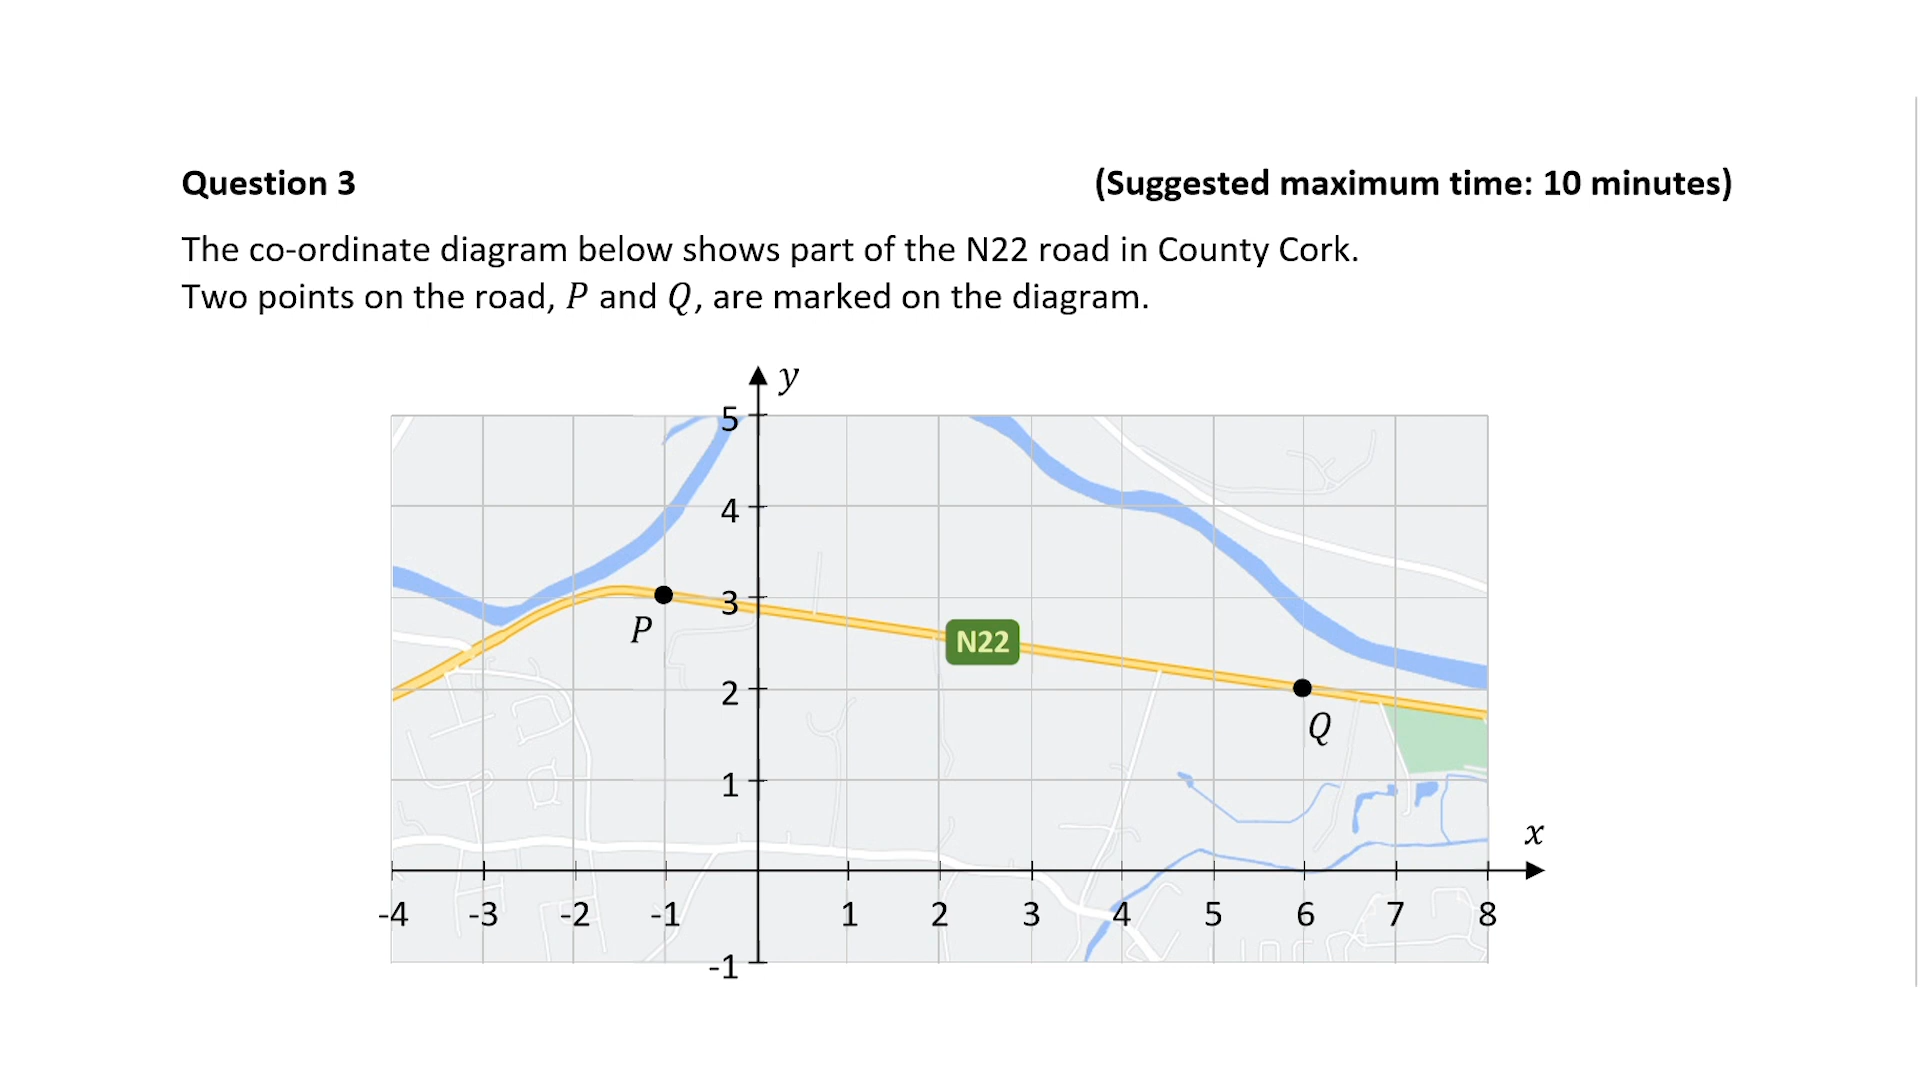 Question 3 (Suggested maximum time: 10 minutes)
The co-ordinate diagram below shows part of the N22 road in County Cork.
Two points on the road, P and Q, are marked on the diagram.
y
5
4
3
P
N22
2
Q
1
x
-4 -3 -2 -1 1 2 3 4 5 6 7 8
-1